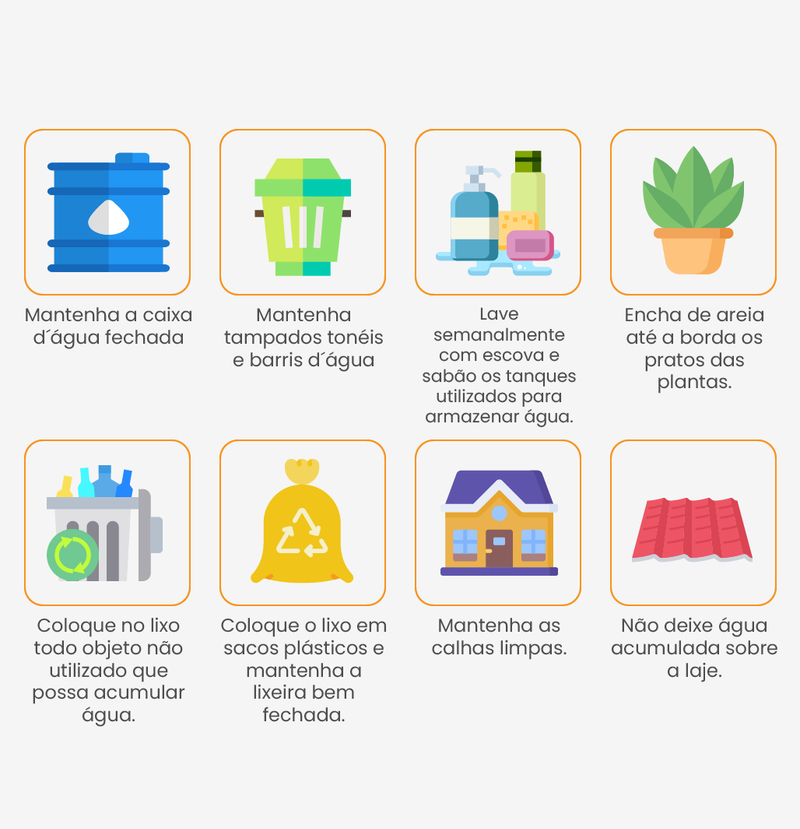 Mantenha a caixa
d´água fechada
Mantenha
tampados tonéis
e barris d´água
Lave
semanalmente
com escova e
sabão os tanques
utilizados para
armazenar água.
Encha de areia
até a borda os
pratos das
plantas.
Coloque no lixo
todo objeto não
utilizado que
possa acumular
água.
Coloque o lixo em
sacos plásticos e
mantenha a
lixeira bem
fechada.
Mantenha as
calhas limpas.
Não deixe água
acumulada sobre
a laje.